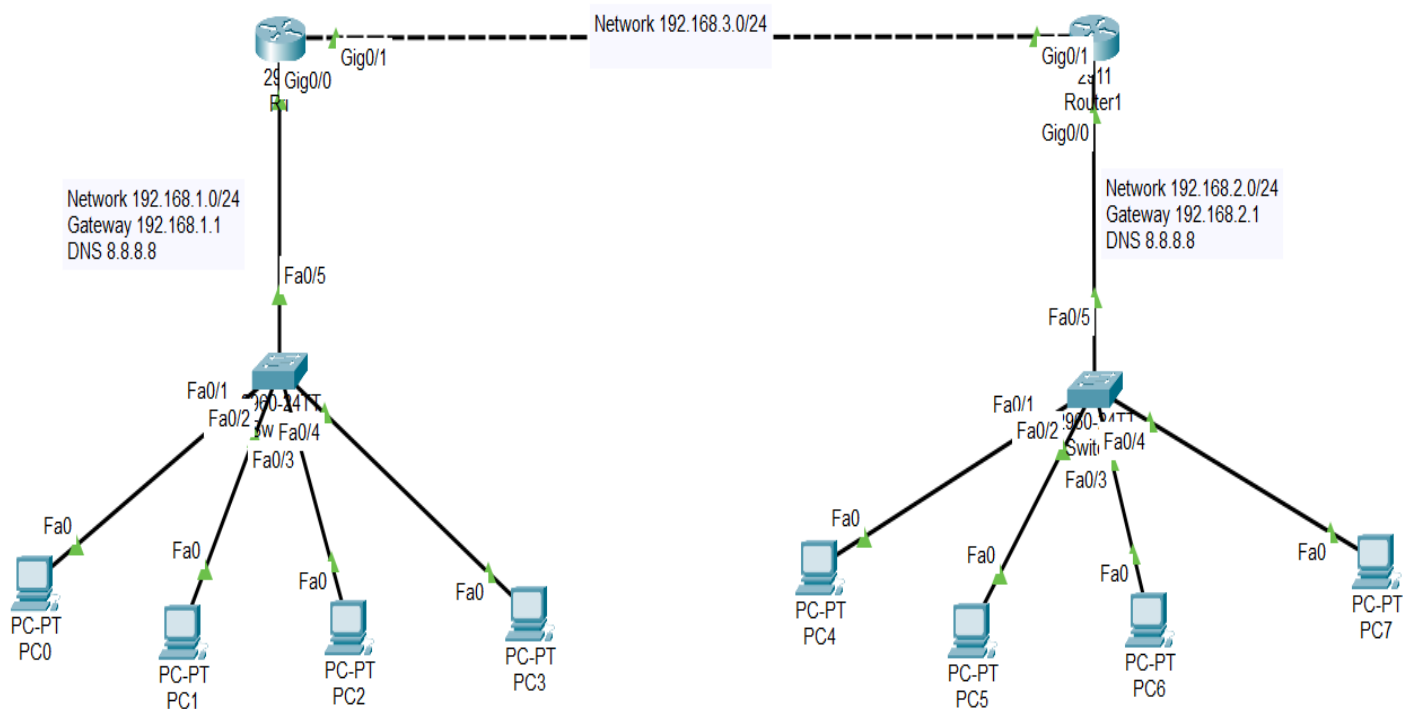 Network 192.168.3.0/24
Gig0/1
Gig0/1
Gig0/0
Router1
Gig0/0
Network 192.168.1.0/24
Gateway 192.168.1.1
DNS 8.8.8.8
Network 192.168.2.0/24
Gateway 192.168.2.1
DNS 8.8.8.8
Fa0/5
Fa0/5
Fa0/1
Fa0/2
Fa0/4
Fa0/3
Fa0/1
Fa0/2
Fa0/4
Fa0/3
Fa0
Fa0
Fa0
Fa0
Fa0
Fa0
Fa0
Fa0
PC-PT
PC0
PC-PT
PC1
PC-PT
PC2
PC-PT
PC3
PC-PT
PC4
PC-PT
PC5
PC-PT
PC6
PC-PT
PC7